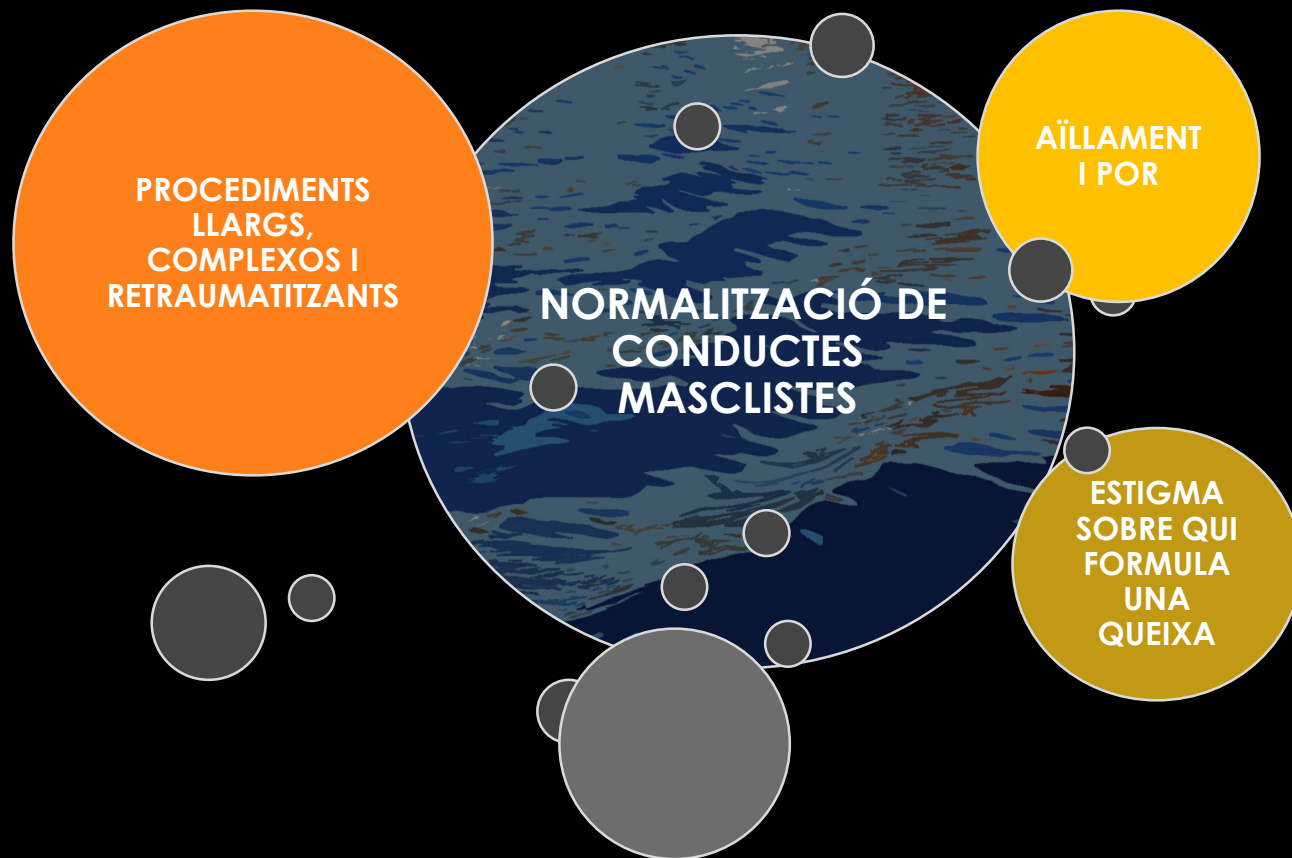 PROCEDIMENTS
LLARGS,
COMPLEXOS I
RETRAUMATITZANTS
NORMALITZACIÓ DE
CONDUCTES
MASCLISTES
AÏLLAMENT
I POR
ESTIGMA
SOBRE QUI
FORMULA
UNA
QUEIXA